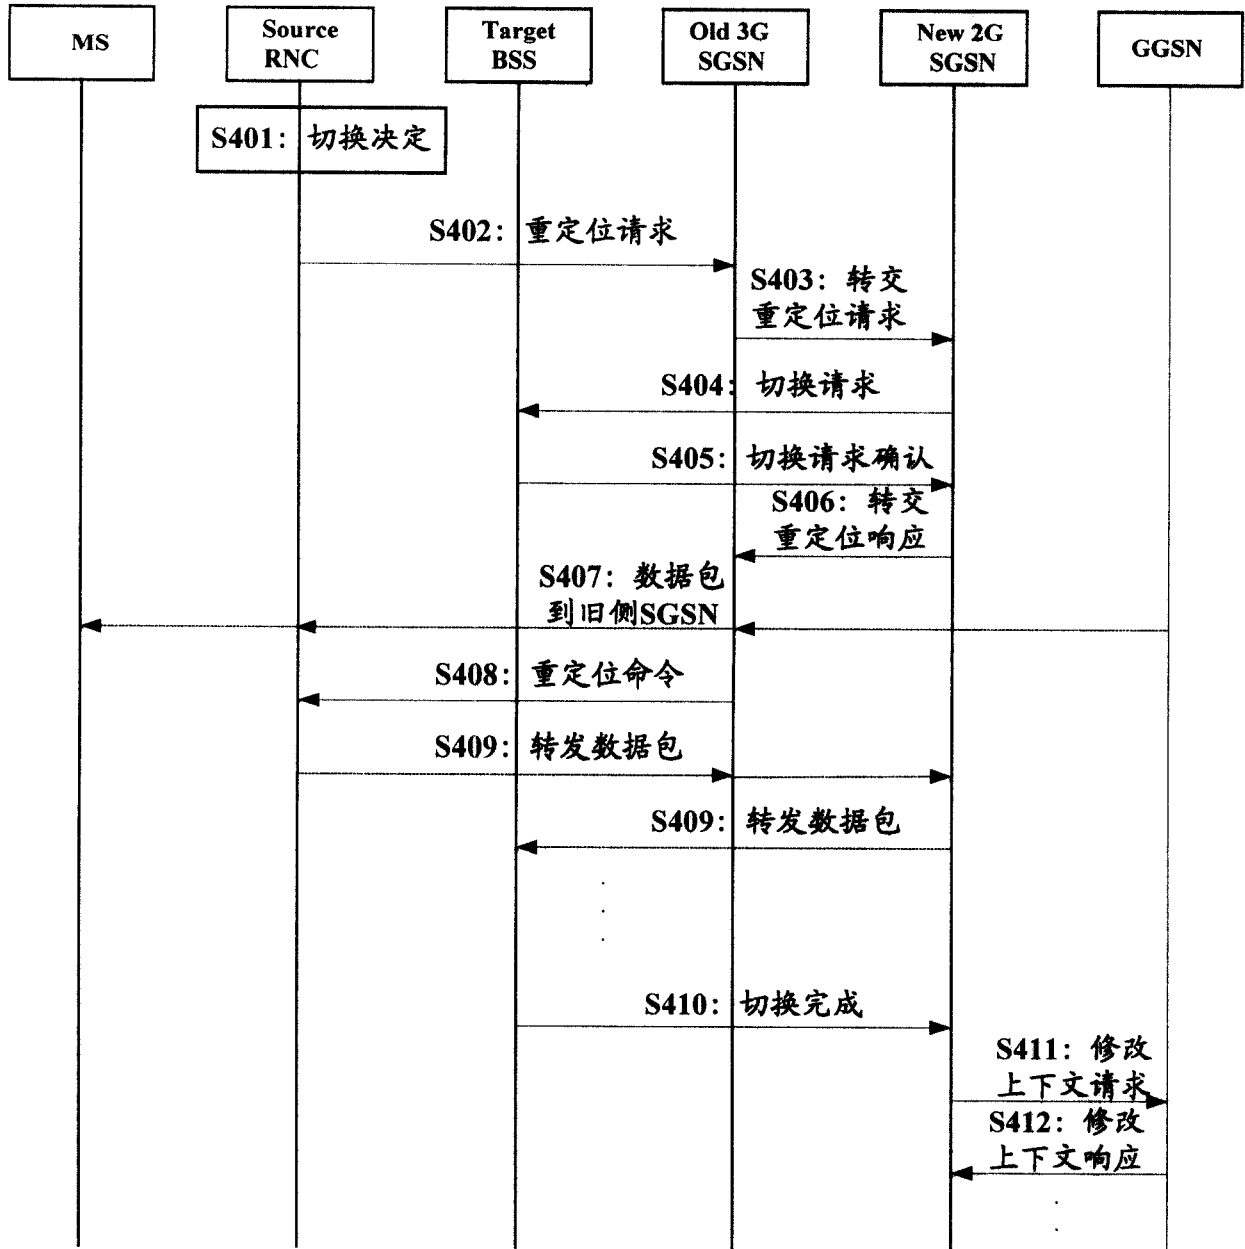 MS
Source
RNC
Target
BSS
Old 3G
SGSN
New 2G
SGSN
GGSN
S401: 切换决定
S402: 重定位请求
S403: 转交
重定位请求
S404: 切换请求
S405: 切换请求确认
S406: 转交
重定位响应
S407: 数据包
到旧侧SGSN
S408: 重定位命令
S409: 转发数据包
S409: 转发数据包
S410: 切换完成
S411: 修改
上下文请求
S412: 修改
上下文响应